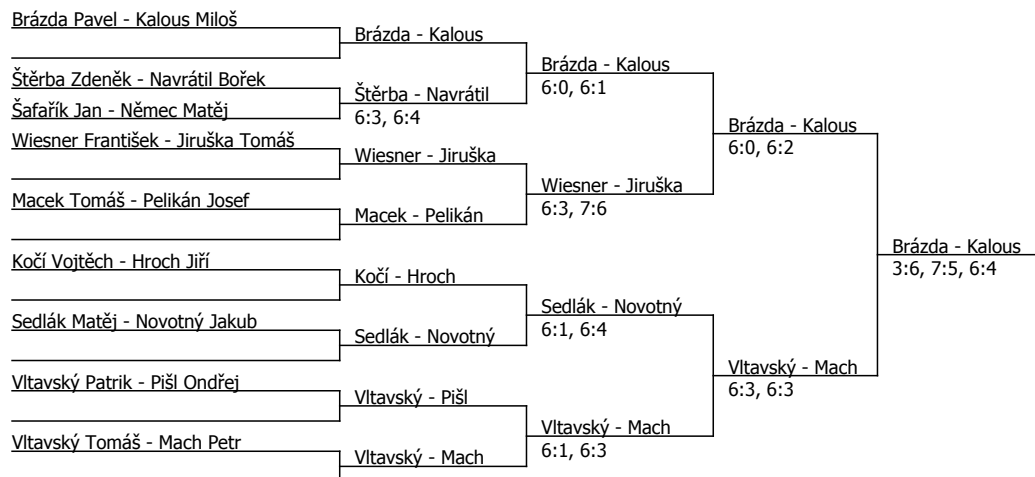 Brázda Pavel - Kalous Miloš
Štěrba Zdeněk - Navrátil Bořek
Šafařík Jan - Němec Matěj
Wiesner František - Jiruška Tomáš
Macek Tomáš - Pelikán Josef
Kočí Vojtěch - Hroch Jiří
Sedlák Matěj - Novotný Jakub
Vltavský Patrik - Pišl Ondřej
Vltavský Tomáš - Mach Petr
Brázda - Kalous
Štěrba - Navrátil
6:3, 6:4
Wiesner - Jiruška
Macek - Pelikán
Kočí - Hroch
Sedlák - Novotný
Vltavský - Pišl
Vltavský - Mach
Brázda - Kalous
6:0, 6:1
Wiesner - Jiruška
6:3, 7:6
Sedlák - Novotný
6:1, 6:4
Vltavský - Mach
6:1, 6:3
Brázda - Kalous
6:0, 6:2
Vltavský - Mach
6:3, 6:3
Brázda - Kalous
3:6, 7:5, 6:4